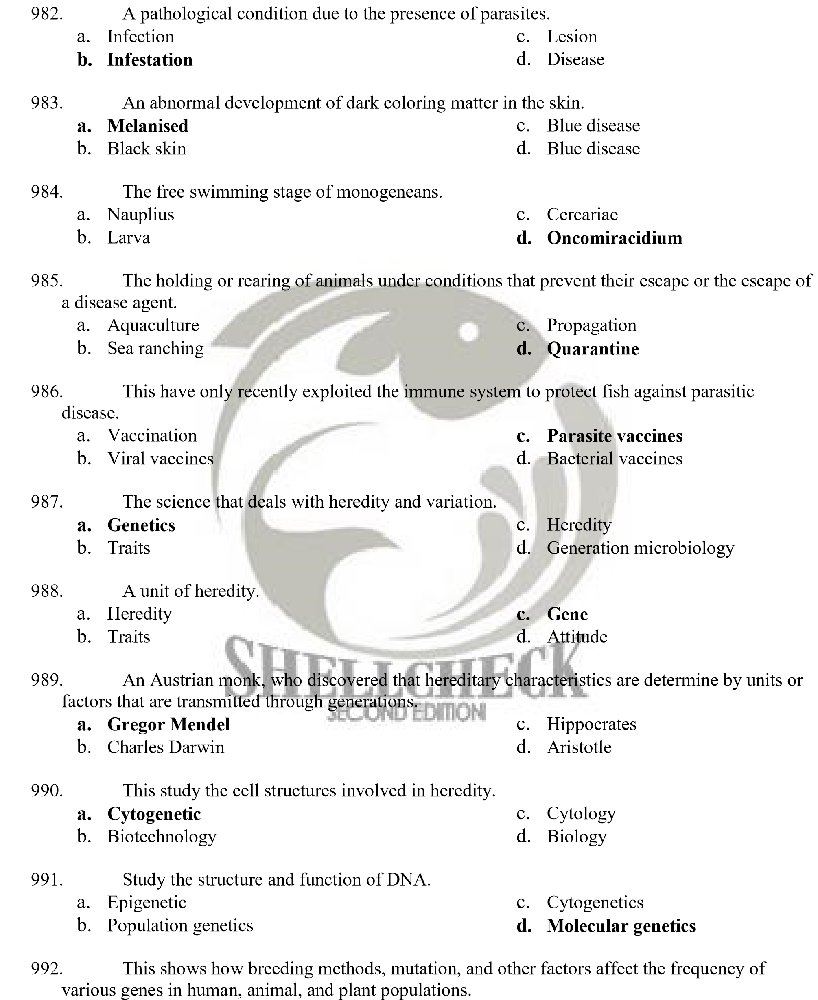 982. A pathological condition due to the presence of parasites.
a. Infection
b. Infestation
c. Lesion
d. Disease
983. An abnormal development of dark coloring matter in the skin.
a. Melanised
b. Black skin
c. Blue disease
d. Blue disease
984. The free swimming stage of monogeneans.
a. Nauplius
b. Larva
c. Cercariae
d. Oncomiracidium
985. The holding or rearing of animals under conditions that prevent their escape or the escape of
a disease agent.
a. Aquaculture
b. Sea ranching
c. Propagation
d. Quarantine
986. This have only recently exploited the immune system to protect fish against parasitic
disease.
a. Vaccination
b. Viral vaccines
c. Parasite vaccines
d. Bacterial vaccines
987. The science that deals with heredity and variation.
a. Genetics
b. Traits
c. Heredity
d. Generation microbiology
988. A unit of heredity.
a. Heredity
b. Traits
c. Gene
d. Attitude
SHELLCHECK
SECOND EDITION
989. An Austrian monk, who discovered that hereditary characteristics are determine by units or
factors that are transmitted through generations.
a. Gregor Mendel
b. Charles Darwin
c. Hippocrates
d. Aristotle
990. This study the cell structures involved in heredity.
a. Cytogenetic
b. Biotechnology
c. Cytology
d. Biology
991. Study the structure and function of DNA.
a. Epigenetic
b. Population genetics
c. Cytogenetics
d. Molecular genetics
992. This shows how breeding methods, mutation, and other factors affect the frequency of
various genes in human, animal, and plant populations.